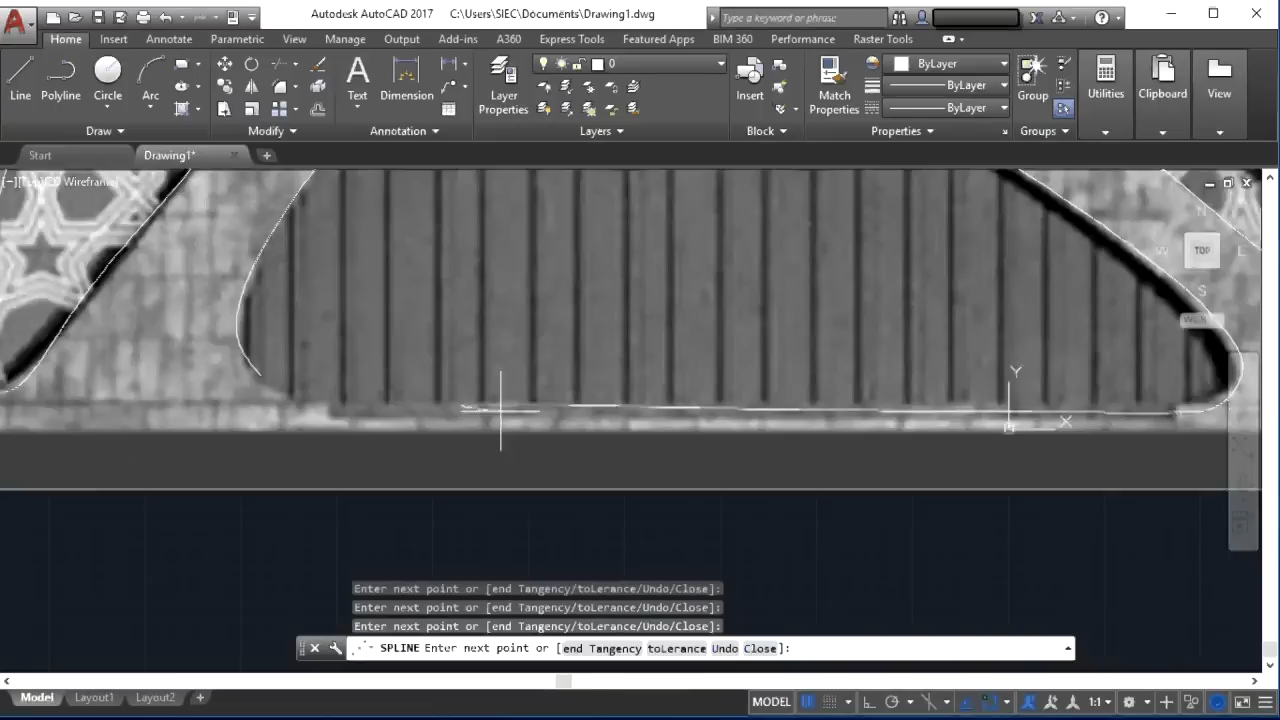 Autodesk AutoCAD 2017 C:\Users\SIEC\Documents\Drawing1.dwg
Type a keyword or phrase
Home Insert Annotate Parametric View Manage Output Add-ins A360 Express Tools Featured Apps BIM 360 Performance Raster Tools
0 ByLayer
ByLayer
Line Polyline Circle Arc Text Dimension Layer Properties Insert Match Properties Group Utilities Clipboard View
ByLayer
Draw Modify Annotation Layers Block Properties Groups
Start Drawing1*
N
W TOP
S
Y
X
Enter next point or [end Tangency/toLerance/Undo/Close]:
Enter next point or [end Tangency/toLerance/Undo/Close]:
Enter next point or [end Tangency/toLerance/Undo/Close]:
SPLINE Enter next point or [end Tangency toLerance Undo Close]:
Model Layout1 Layout2 MODEL 1:1